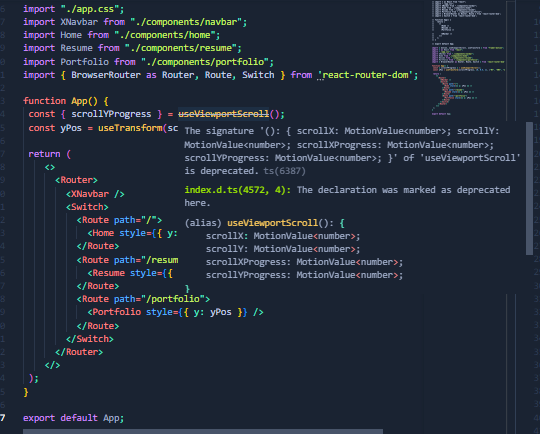 import "./app.css";
import XNavbar from "./components/navbar";
import Home from "./components/home";
import Resume from "./components/resume";
import Portfolio from "./components/portfolio";
import { BrowserRouter as Router, Route, Switch } from 'react-router-dom';
function App() {
const { scrollYProgress } = useViewportScroll();
const yPos = useTransform(sc
The signature '(): { scrollX: MotionValue<number>; scrollY:
MotionValue<number>; scrollXProgress: MotionValue<number>;
scrollYProgress: MotionValue<number>; }' of 'useViewportScroll'
is deprecated. ts(6387)
index.d.ts(4572, 4): The declaration was marked as deprecated
here.
(alias) useViewportScroll(): {
scrollX: MotionValue<number>;
scrollY: MotionValue<number>;
scrollXProgress: MotionValue<number>;
scrollYProgress: MotionValue<number>;
}
return (
<>
<Router>
<XNavbar />
<Switch>
<Route path="/">
<Home style={{ y:
</Route>
<Route path="/resum
<Resume style={{
</Route>
<Route path="/portfolio">
<Portfolio style={{ y: yPos }} />
</Route>
</Switch>
</Router>
</>
);
}
7 export default App;